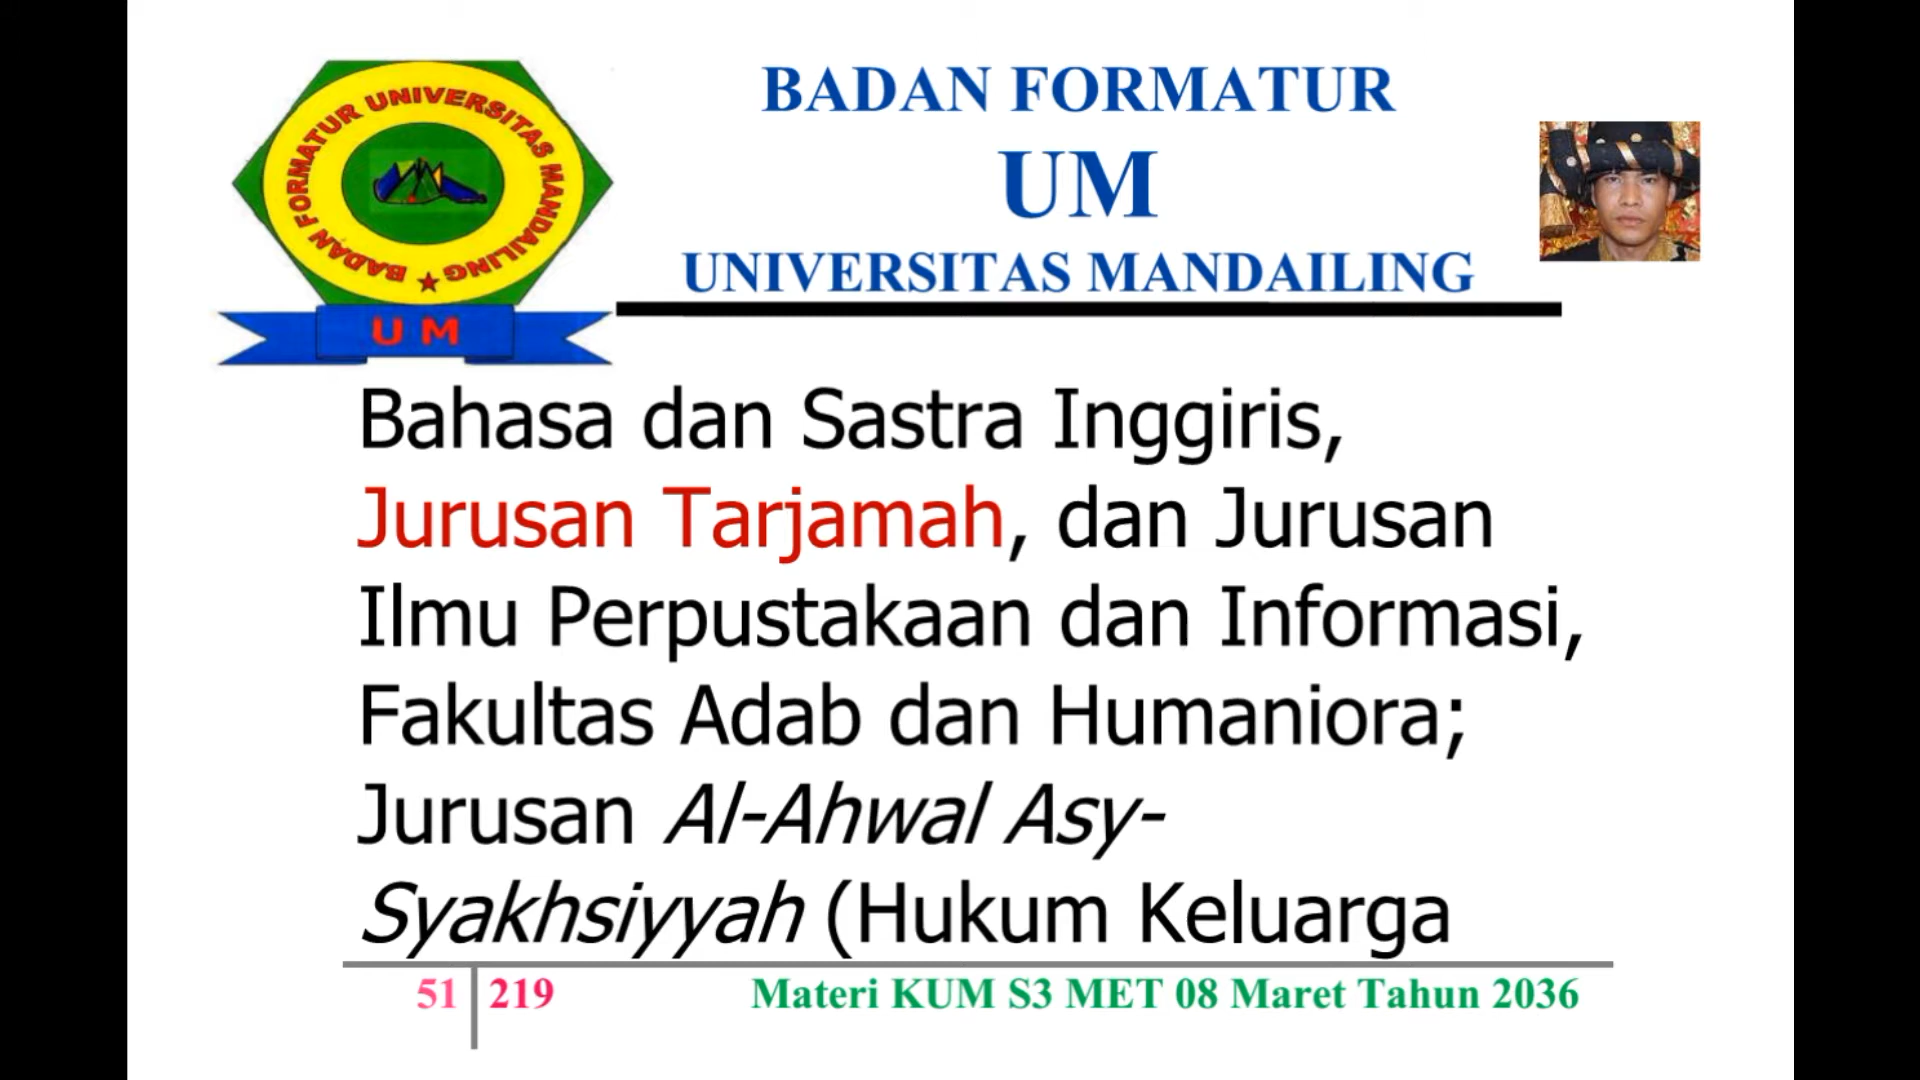 BADAN FORMATUR UNIVERSITAS MANDAILING
U M
BADAN FORMATUR
UM
UNIVERSITAS MANDAILING
Bahasa dan Sastra Inggiris,
Jurusan Tarjamah, dan Jurusan
Ilmu Perpustakaan dan Informasi,
Fakultas Adab dan Humaniora;
Jurusan Al-Ahwal Asy-
Syakhsiyyah (Hukum Keluarga
51 219 Materi KUM S3 MET 08 Maret Tahun 2036